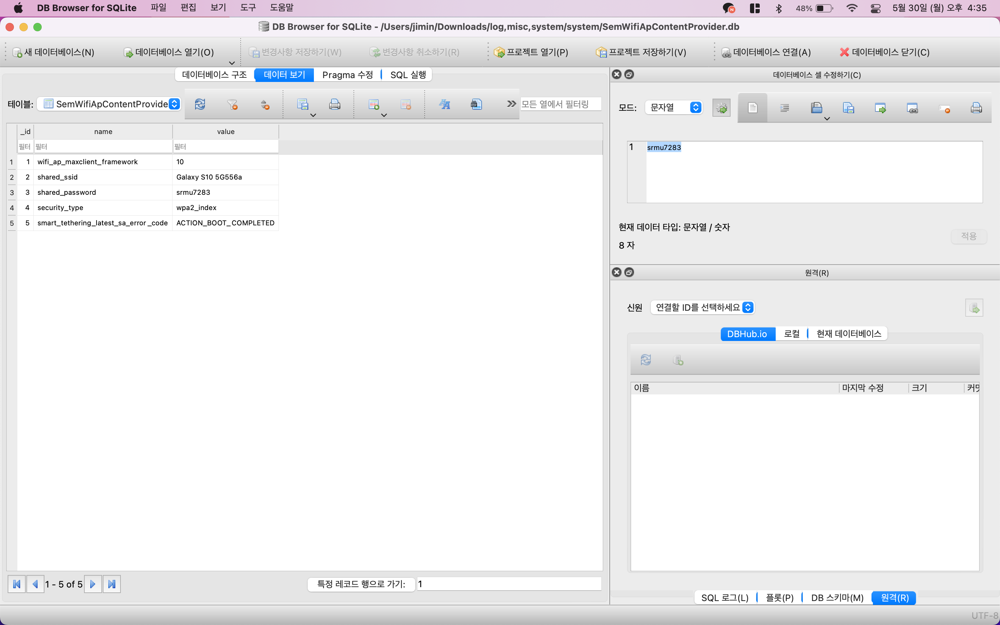 DB Browser for SQLite 파일 편집 보기 도구 도움말 48% 5월 30일 (월) 오후 4:35
DB Browser for SQLite - /Users/jimin/Downloads/log,misc,system/system/SemWifiApContentProvider.db
새 데이터베이스(N) 데이터베이스 열기(O) 변경사항 저장하기(W) 변경사항 취소하기(R) 프로젝트 열기(P) 프로젝트 저장하기(V) 데이터베이스 연결(A) 데이터베이스 닫기(C)
데이터베이스 구조 데이터 보기 Pragma 수정 SQL 실행
테이블: SemWifiApContentProvide 모든 열에서 필터링
_id name value
필터 필터 필터
1 1 wifi_ap_maxclient_framework 10
2 2 shared_ssid Galaxy S10 5G556a
3 3 shared_password srmu7283
4 4 security_type wpa2_index
5 5 smart_tethering_latest_sa_error_code ACTION_BOOT_COMPLETED
1 - 5 of 5 특정 레코드 행으로 가기: 1
데이터베이스 셀 수정하기(C)
모드: 문자열
1 srmu7283
현재 데이터 타입: 문자열 / 숫자
8 자
적용
원격(R)
신원 연결할 ID를 선택하세요
DBHub.io 로컬 현재 데이터베이스
이름 마지막 수정 크기
SQL 로그(L) 플롯(P) DB 스키마(M) 원격(R)
UTF-8